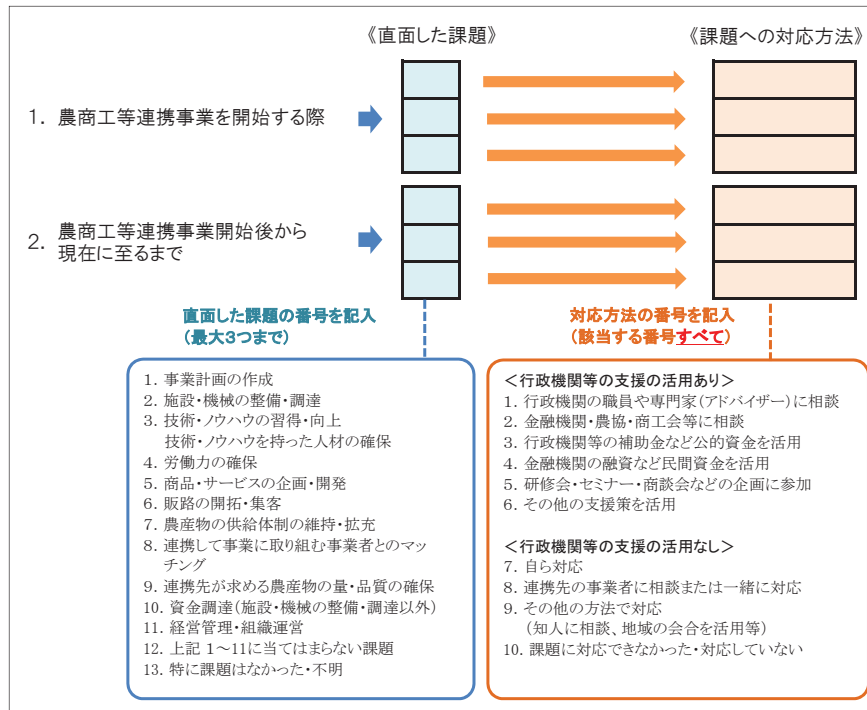 《直面した課題》
《課題への対応方法》
1. 農商工等連携事業を開始する際
2. 農商工等連携事業開始後から
現在に至るまで
直面した課題の番号を記入
(最大3つまで)
対応方法の番号を記入
(該当する番号すべて)
1. 事業計画の作成
2. 施設・機械の整備・調達
3. 技術・ノウハウの習得・向上
技術・ノウハウを持った人材の確保
4. 労働力の確保
5. 商品・サービスの企画・開発
6. 販路の開拓・集客
7. 農産物の供給体制の維持・拡充
8. 連携して事業に取り組む事業者とのマッ
チング
9. 連携先が求める農産物の量・品質の確保
10. 資金調達(施設・機械の整備・調達以外)
11. 経営管理・組織運営
12. 上記 1～11に当てはまらない課題
13. 特に課題はなかった・不明
＜行政機関等の支援の活用あり＞
1. 行政機関の職員や専門家(アドバイザー)に相談
2. 金融機関・農協・商工会等に相談
3. 行政機関等の補助金など公的資金を活用
4. 金融機関の融資など民間資金を活用
5. 研修会・セミナー・商談会などの企画に参加
6. その他の支援策を活用
＜行政機関等の支援の活用なし＞
7. 自ら対応
8. 連携先の事業者に相談または一緒に対応
9. その他の方法で対応
(知人に相談、地域の会合を活用等)
10. 課題に対応できなかった・対応していない